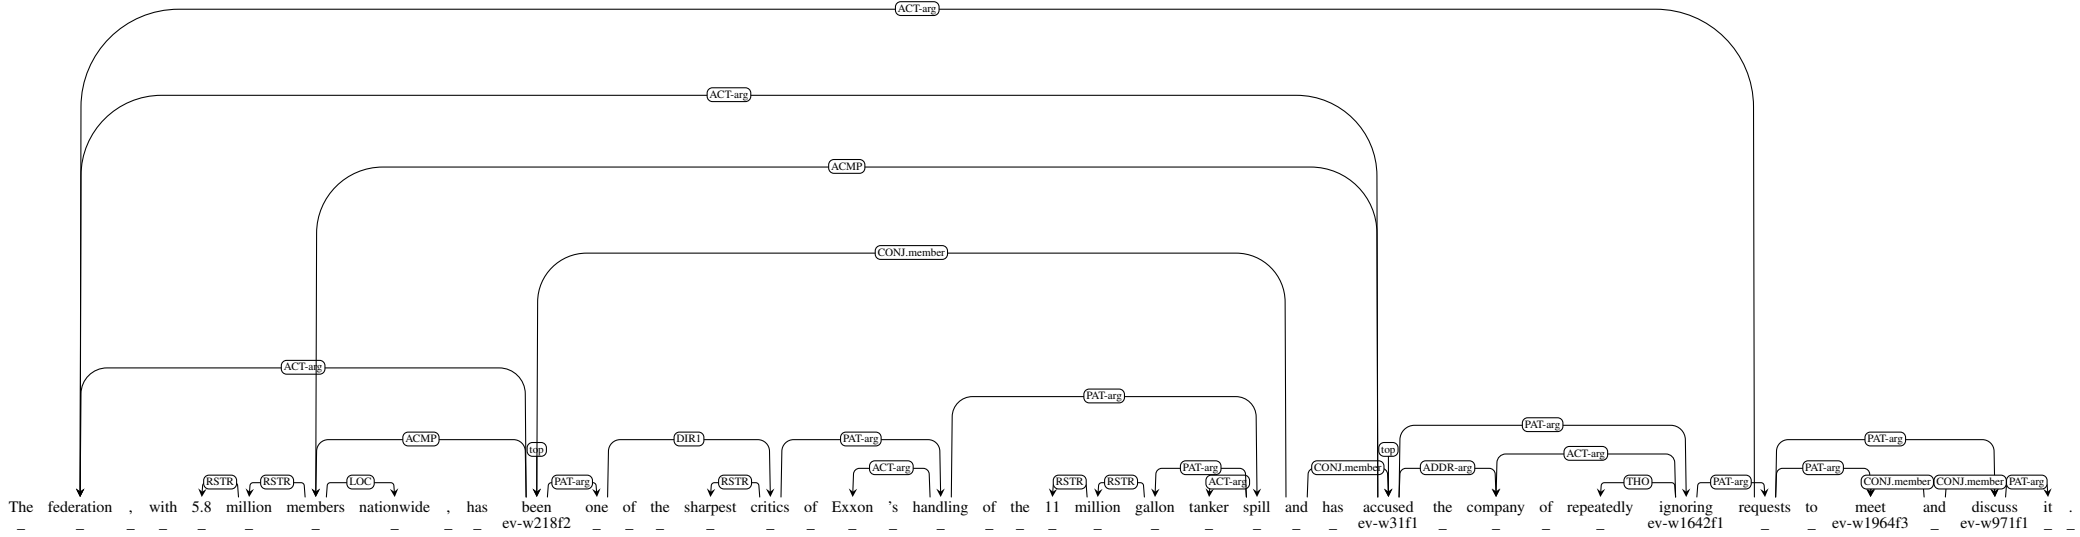 ACT-arg
ACT-arg
ACMP
CONJ.member
ACT-arg
PAT-arg
PAT-arg
ACMP DIR1 PAT-arg PAT-arg
top top
ACT-arg
ACT-arg PAT-arg CONJ.member ADDR-arg PAT-arg
RSTR RSTR LOC PAT-arg RSTR RSTR RSTR ACT-arg THO PAT-arg CONJ.member CONJ.member PAT-arg
The federation , with 5.8 million members nationwide , has been one of the sharpest critics of Exxon 's handling of the 11 million gallon tanker spill and has accused the company of repeatedly ignoring requests to meet and discuss it .
_ _ _ _ _ _ _ _ _ _ ev-w218f2 _ _ _ _ _ _ _ _ _ _ _ _ _ _ _ _ _ _ ev-w31f1 _ _ _ _ ev-w1642f1 _ _ ev-w1964f3 _ ev-w971f1 _ _